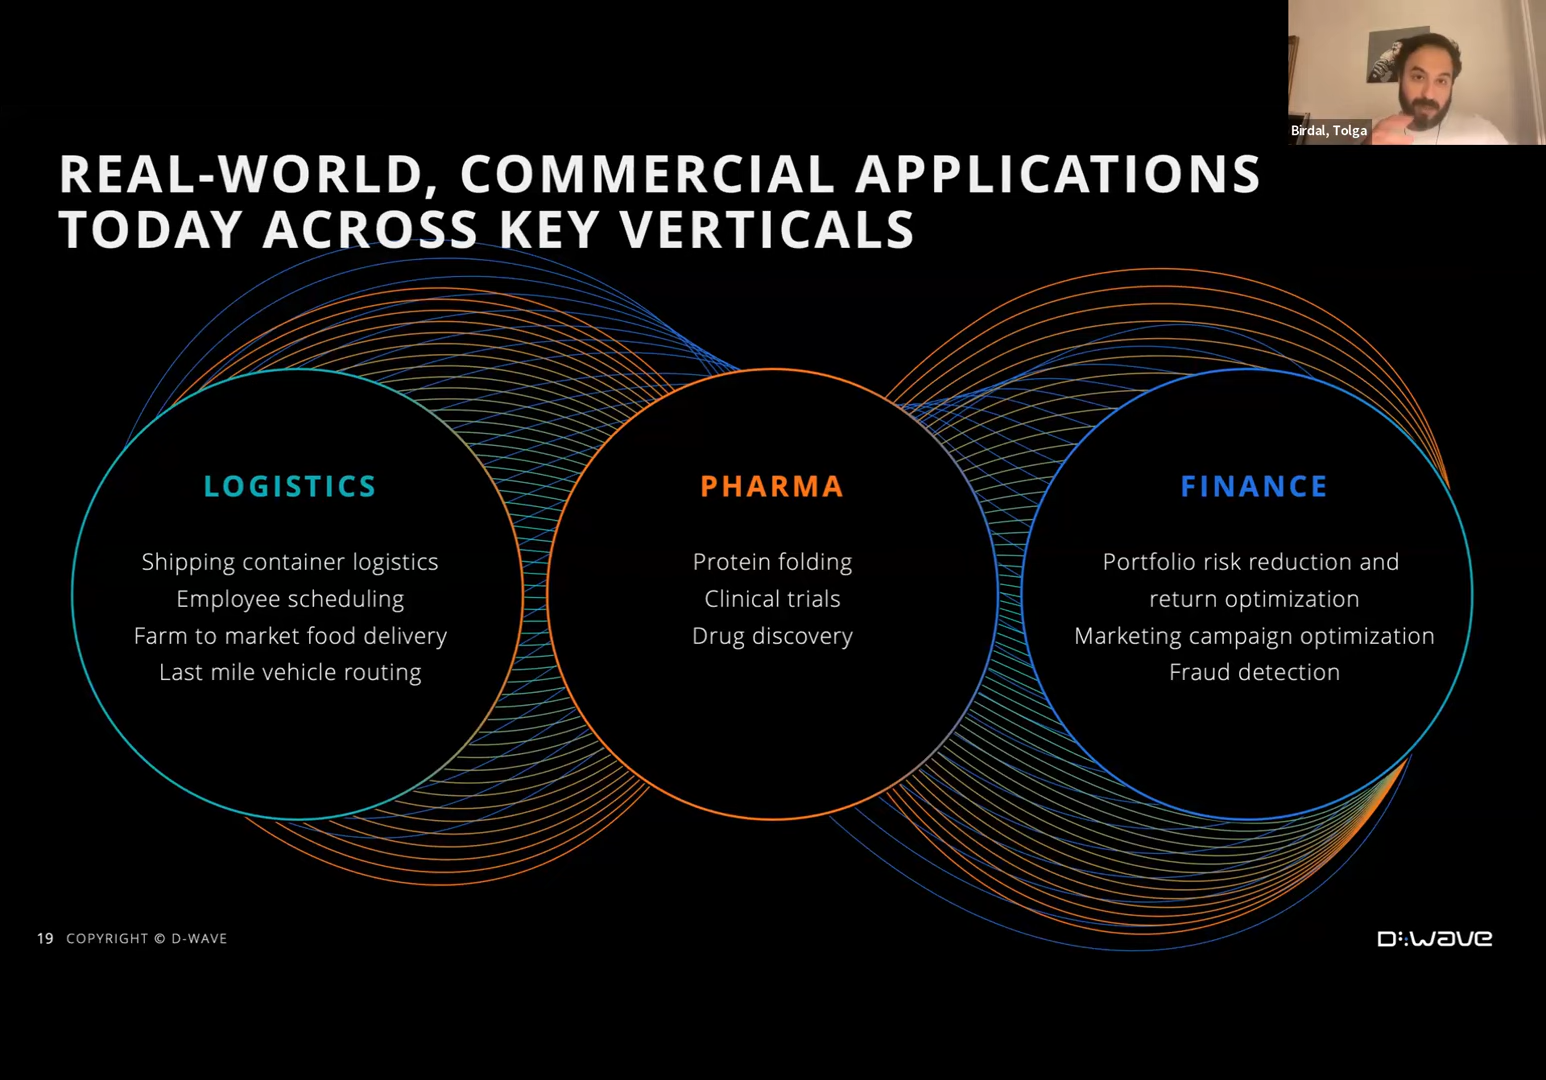 Birdal, Tolga
REAL-WORLD, COMMERCIAL APPLICATIONS
TODAY ACROSS KEY VERTICALS
LOGISTICS
Shipping container logistics
Employee scheduling
Farm to market food delivery
Last mile vehicle routing
PHARMA
Protein folding
Clinical trials
Drug discovery
FINANCE
Portfolio risk reduction and
return optimization
Marketing campaign optimization
Fraud detection
19 COPYRIGHT © D-WAVE
D:wave